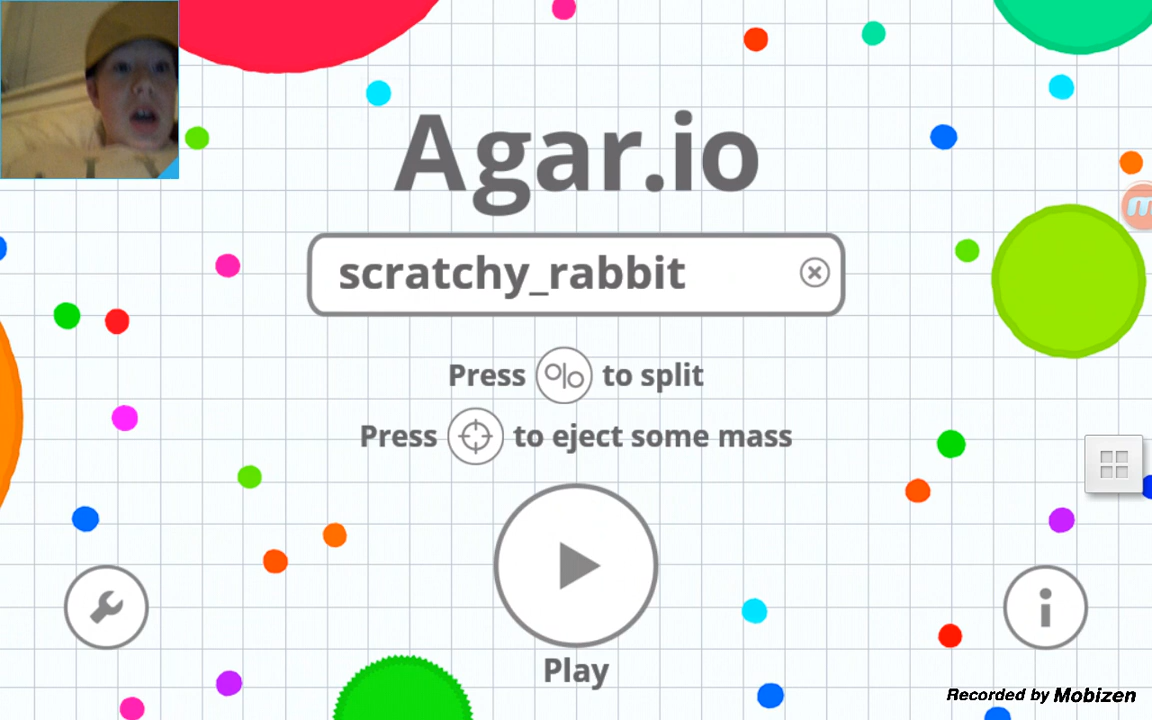 Agar.io
scratchy_rabbit
Press to split
Press to eject some mass
Play
Recorded by Mobizen